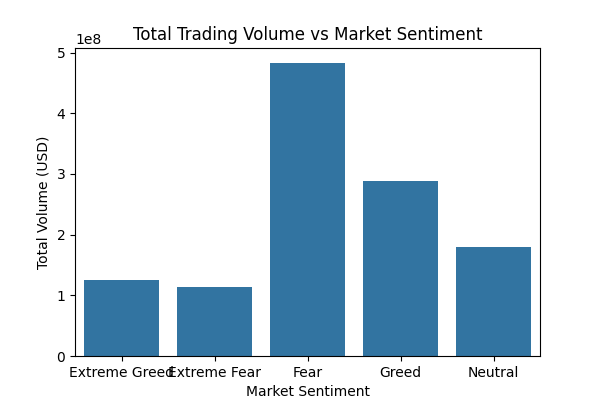 Total Trading Volume vs Market Sentiment
1e8
5
4
3
2
1
0
Total Volume (USD)
Extreme Greed Extreme Fear Fear Greed Neutral
Market Sentiment